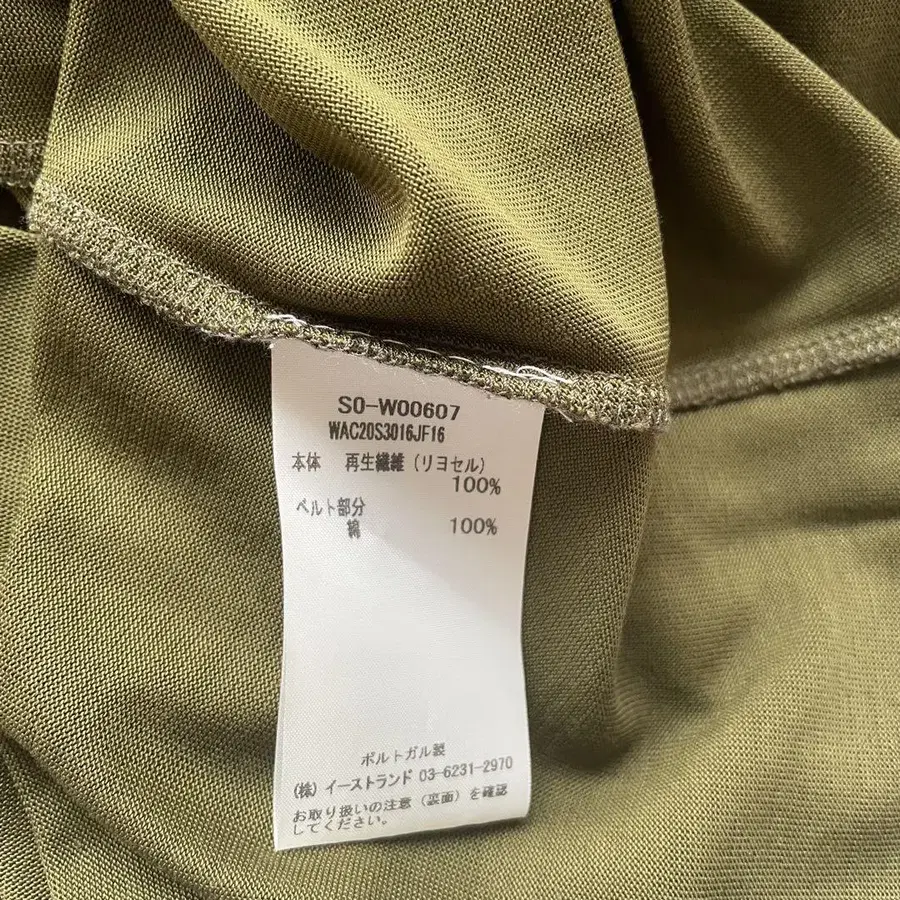 SO-W00607
WAC20S3016JF16
本体 再生繊維(リヨセル)
100%
ベルト部分
綿 100%
ポルトガル製
(株)イーストランド 03-6231-2970
お取り扱いの注意(裏面)を確認
してください。